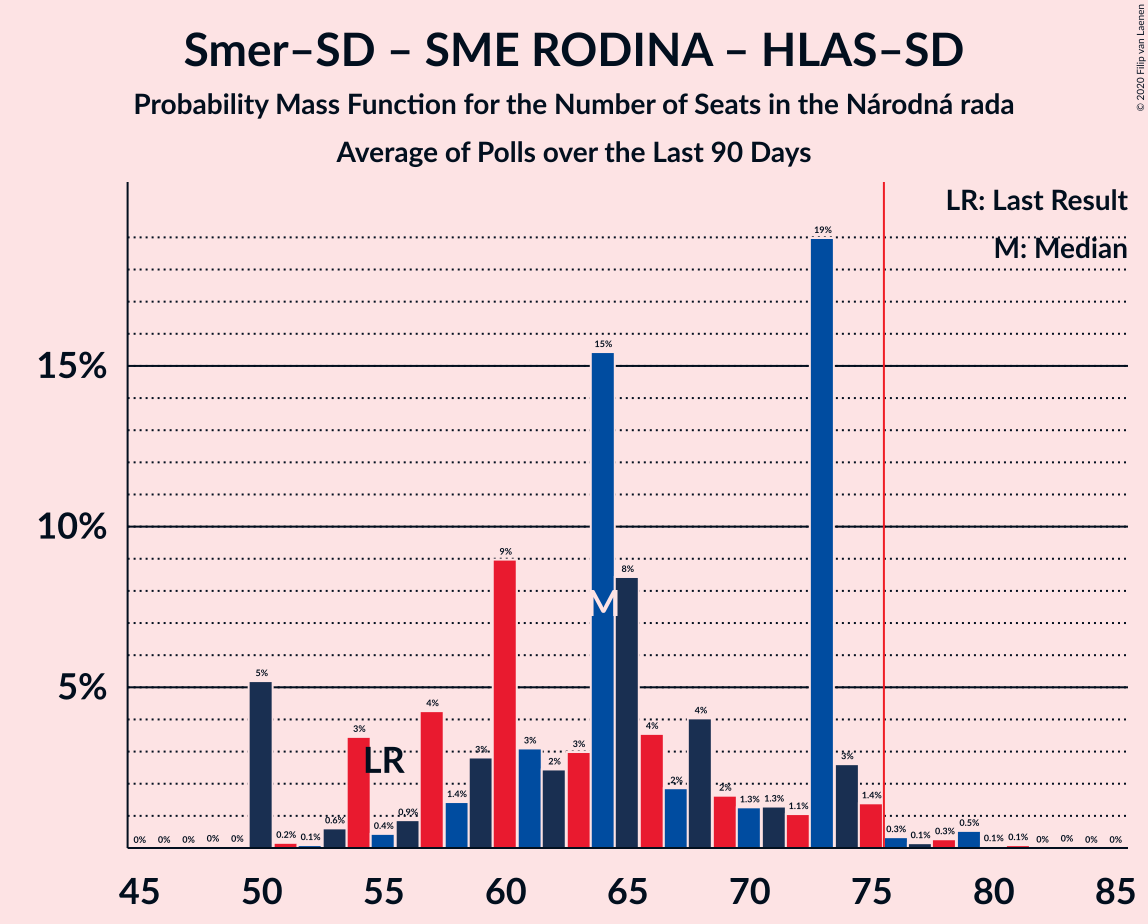 Smer–SD – SME RODINA – HLAS–SD
Probability Mass Function for the Number of Seats in the Národná rada
Average of Polls over the Last 90 Days
© 2020 Filip van Laenen
LR: Last Result
M: Median
15%
10%
5%
0% 0% 0% 0% 0% 5% 0.2% 0.1% 0.6% 3% 0.4% 0.9% 4% 1.4% 3% 9% 3% 2% 3% 15% 8% 4% 2% 4% 2% 1.3% 1.3% 1.1% 19% 3% 1.4% 0.3% 0.1% 0.3% 0.5% 0.1% 0.1% 0% 0% 0% 0%
LR
M
45 50 55 60 65 70 75 80 85